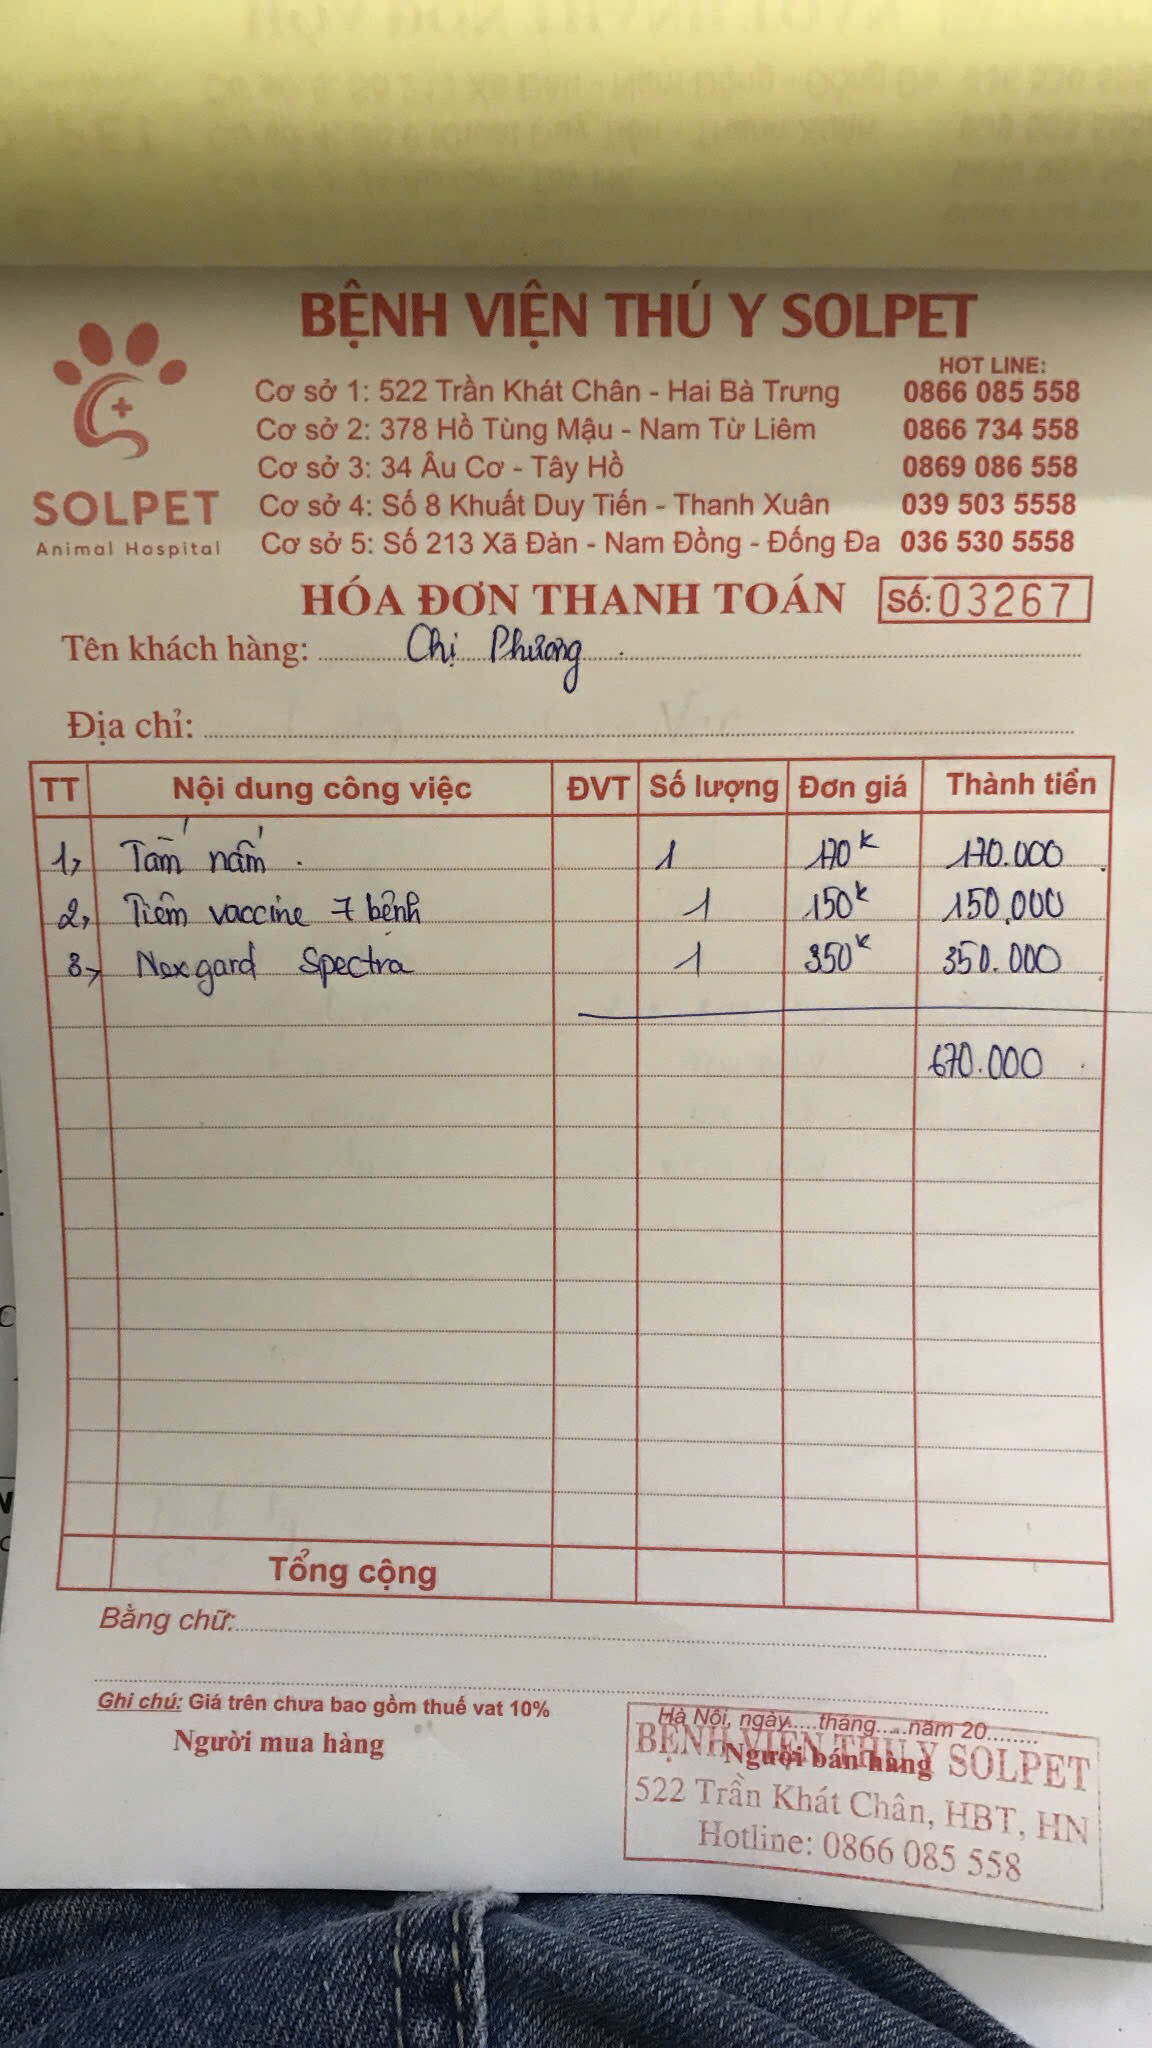 BỆNH VIỆN THÚ Y SOLPET
HOT LINE:
Cơ sở 1: 522 Trần Khát Chân - Hai Bà Trưng 0866 085 558
Cơ sở 2: 378 Hồ Tùng Mậu - Nam Từ Liêm 0866 734 558
Cơ sở 3: 34 Âu Cơ - Tây Hồ 0869 086 558
Cơ sở 4: Số 8 Khuất Duy Tiến - Thanh Xuân 039 503 5558
Cơ sở 5: Số 213 Xã Đàn - Nam Đồng - Đống Đa 036 530 5558
SOLPET
Animal Hospital
HÓA ĐƠN THANH TOÁN Số: 03267
Tên khách hàng: Chị Phương
Địa chỉ:
TT Nội dung công việc ĐVT Số lượng Đơn giá Thành tiền
1, Tắm nấm 1 170k 170.000
2, Tiêm vaccine 7 bệnh 1 150k 150.000
3, Nexgard Spectra 1 350k 350.000
670.000
Tổng cộng
Bằng chữ:
Ghi chú: Giá trên chưa bao gồm thuế vat 10%
Hà Nội, ngày.....tháng.....năm 20........
Người mua hàng Người bán hàng
BỆNH VIỆN THÚ Y SOLPET
522 Trần Khát Chân, HBT, HN
Hotline: 0866 085 558